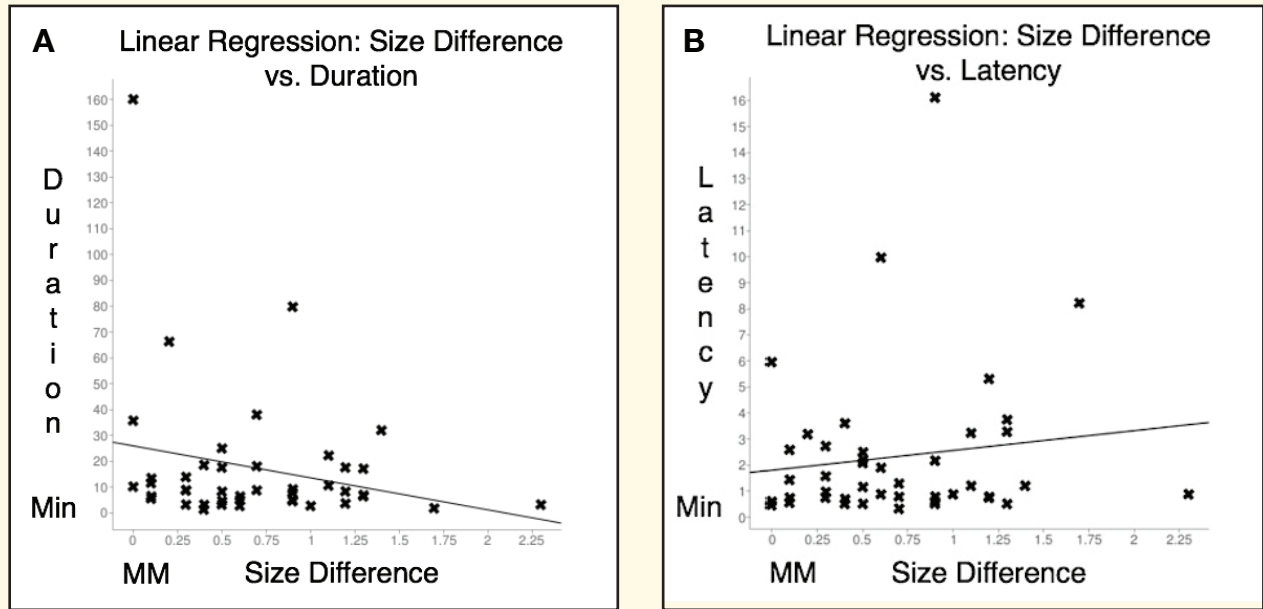 A
Linear Regression: Size Difference
vs. Duration
160
150
140
130
120
110
100
90
80
70
60
50
40
30
20
10
0
Duration
Min
0 0.25 0.5 0.75 1 1.25 1.5 1.75 2 2.25
MM Size Difference
B
Linear Regression: Size Difference
vs. Latency
16
15
14
13
12
11
10
9
8
7
6
5
4
3
2
1
0
Latency
Min
0 0.25 0.5 0.75 1 1.25 1.5 1.75 2 2.25
MM Size Difference